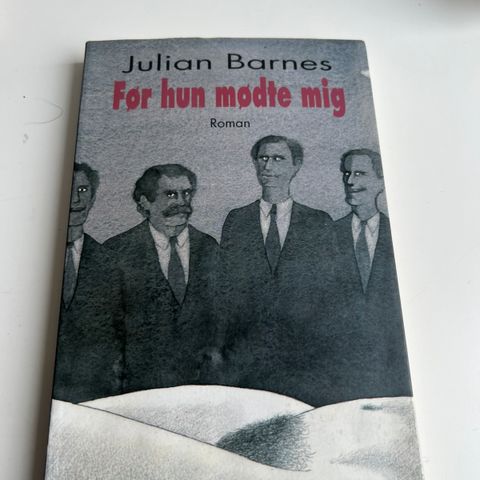 Julian Barnes
Før hun mødte mig
Roman